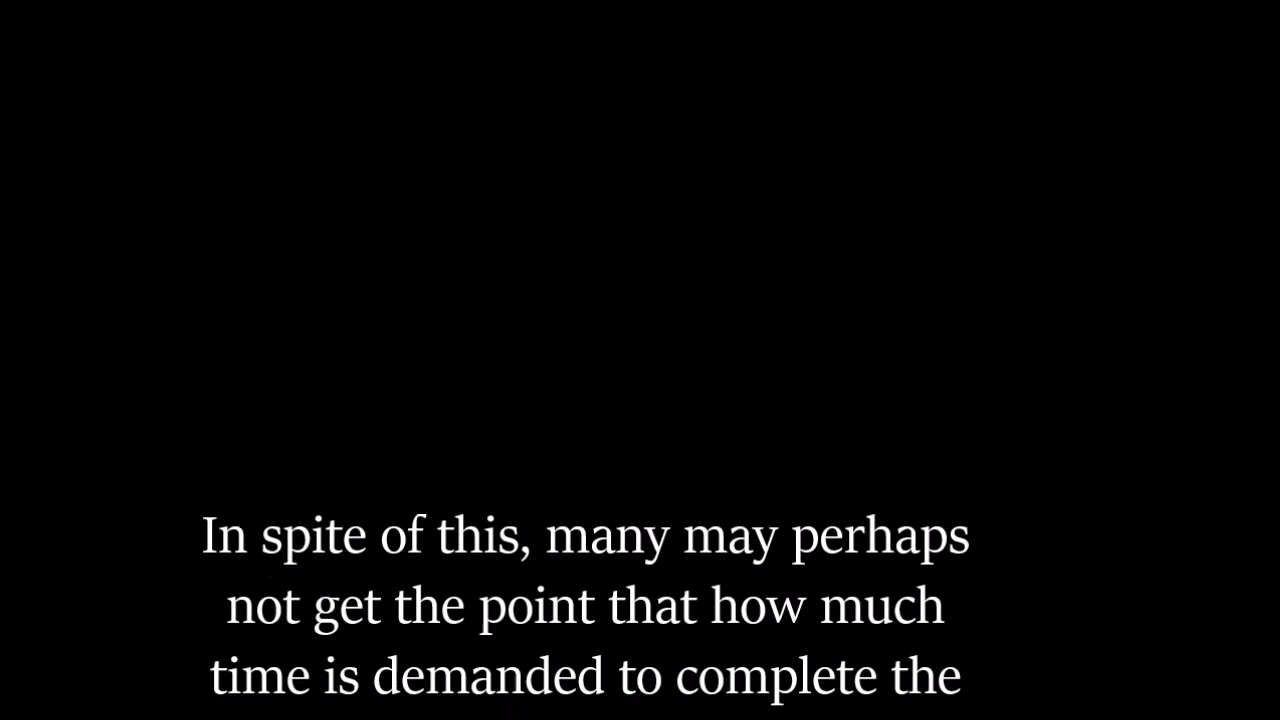 In spite of this, many may perhaps
not get the point that how much
time is demanded to complete the